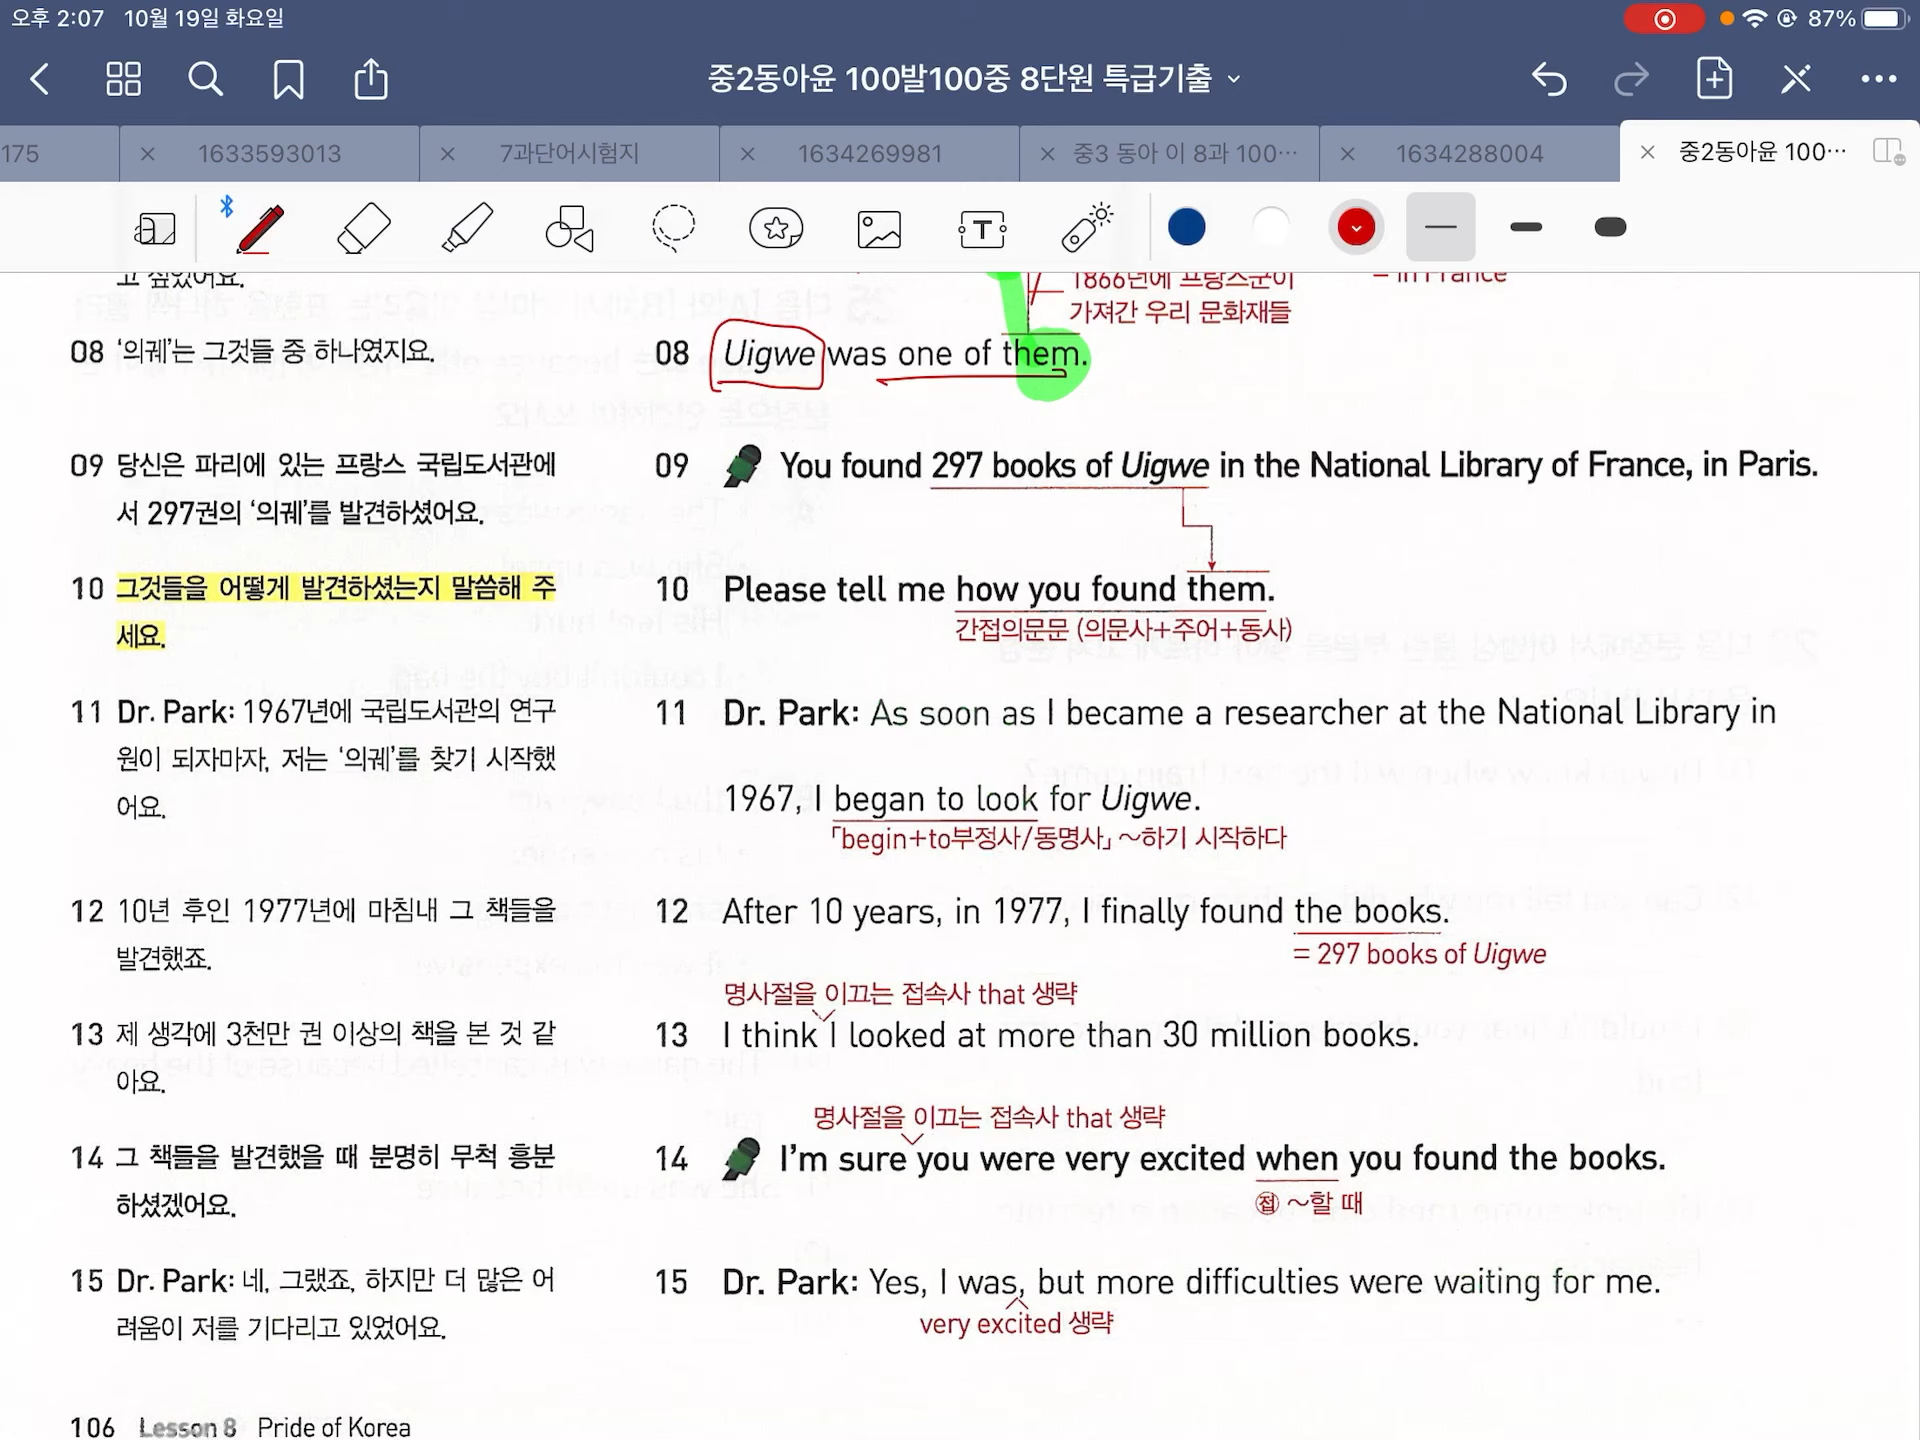 오후 2:07 10월 19일 화요일
87%
중2동아윤 100발100중 8단원 특급기출
175
1633593013
7과단어시험지
1634269981
중3 동아 이 8과 100…
1634288004
중2동아윤 100…
고 싶었어요.
08 '의궤'는 그것들 중 하나였지요.
09 당신은 파리에 있는 프랑스 국립도서관에
서 297권의 '의궤'를 발견하셨어요.
10 그것들을 어떻게 발견하셨는지 말씀해 주
세요.
11 Dr. Park: 1967년에 국립도서관의 연구
원이 되자마자, 저는 '의궤'를 찾기 시작했
어요.
12 10년 후인 1977년에 마침내 그 책들을
발견했죠.
13 제 생각에 3천만 권 이상의 책을 본 것 같
아요.
14 그 책들을 발견했을 때 분명히 무척 흥분
하셨겠어요.
15 Dr. Park: 네, 그랬죠, 하지만 더 많은 어
려움이 저를 기다리고 있었어요.
1866년에 프랑스군이
가져간 우리 문화재들
= in France
08 Uigwe was one of them.
09 You found 297 books of Uigwe in the National Library of France, in Paris.
10 Please tell me how you found them.
간접의문문 (의문사+주어+동사)
11 Dr. Park: As soon as I became a researcher at the National Library in
1967, I began to look for Uigwe.
「begin+to부정사/동명사」 ~하기 시작하다
12 After 10 years, in 1977, I finally found the books.
= 297 books of Uigwe
명사절을 이끄는 접속사 that 생략
13 I think I looked at more than 30 million books.
명사절을 이끄는 접속사 that 생략
14 I'm sure you were very excited when you found the books.
접 ~할 때
15 Dr. Park: Yes, I was, but more difficulties were waiting for me.
very excited 생략
106 Lesson 8 Pride of Korea